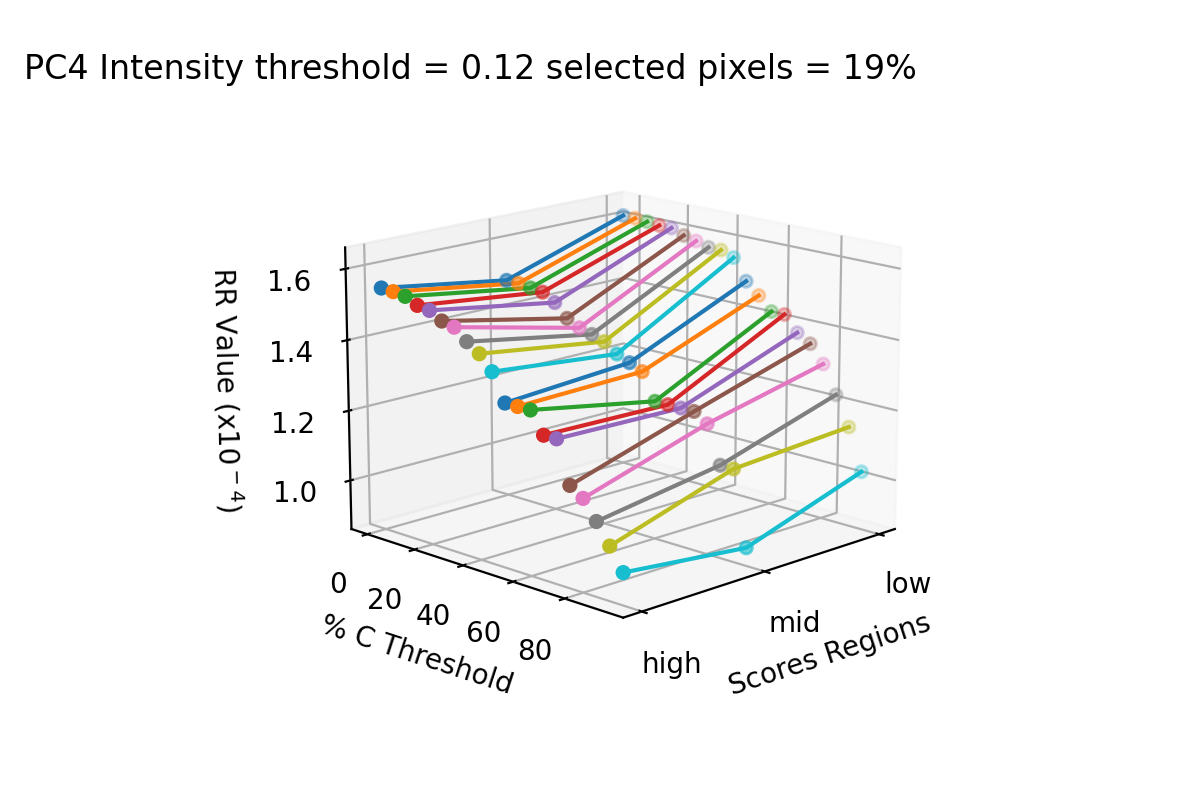 PC4 Intensity threshold = 0.12 selected pixels = 19%
RR Value (x10⁻⁴)
1.6
1.4
1.2
1.0
0
20
40
60
80
% C Threshold
high
mid
low
Scores Regions